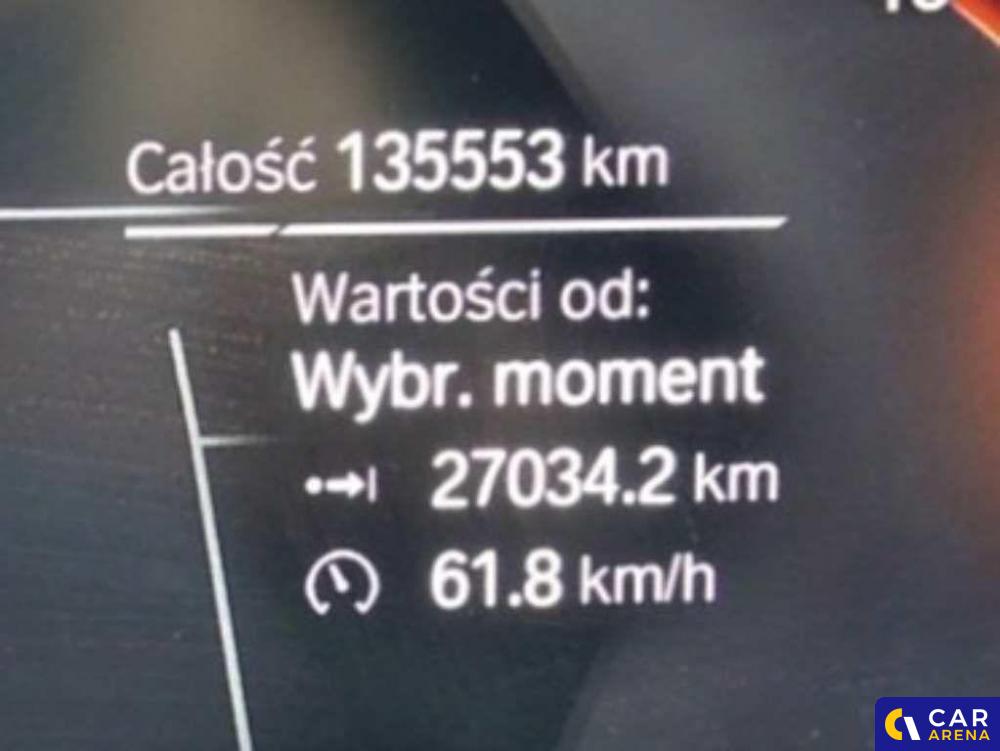 Całość 135553 km
Wartości od:
Wybr. moment
27034.2 km
61.8 km/h
CAR
ARENA